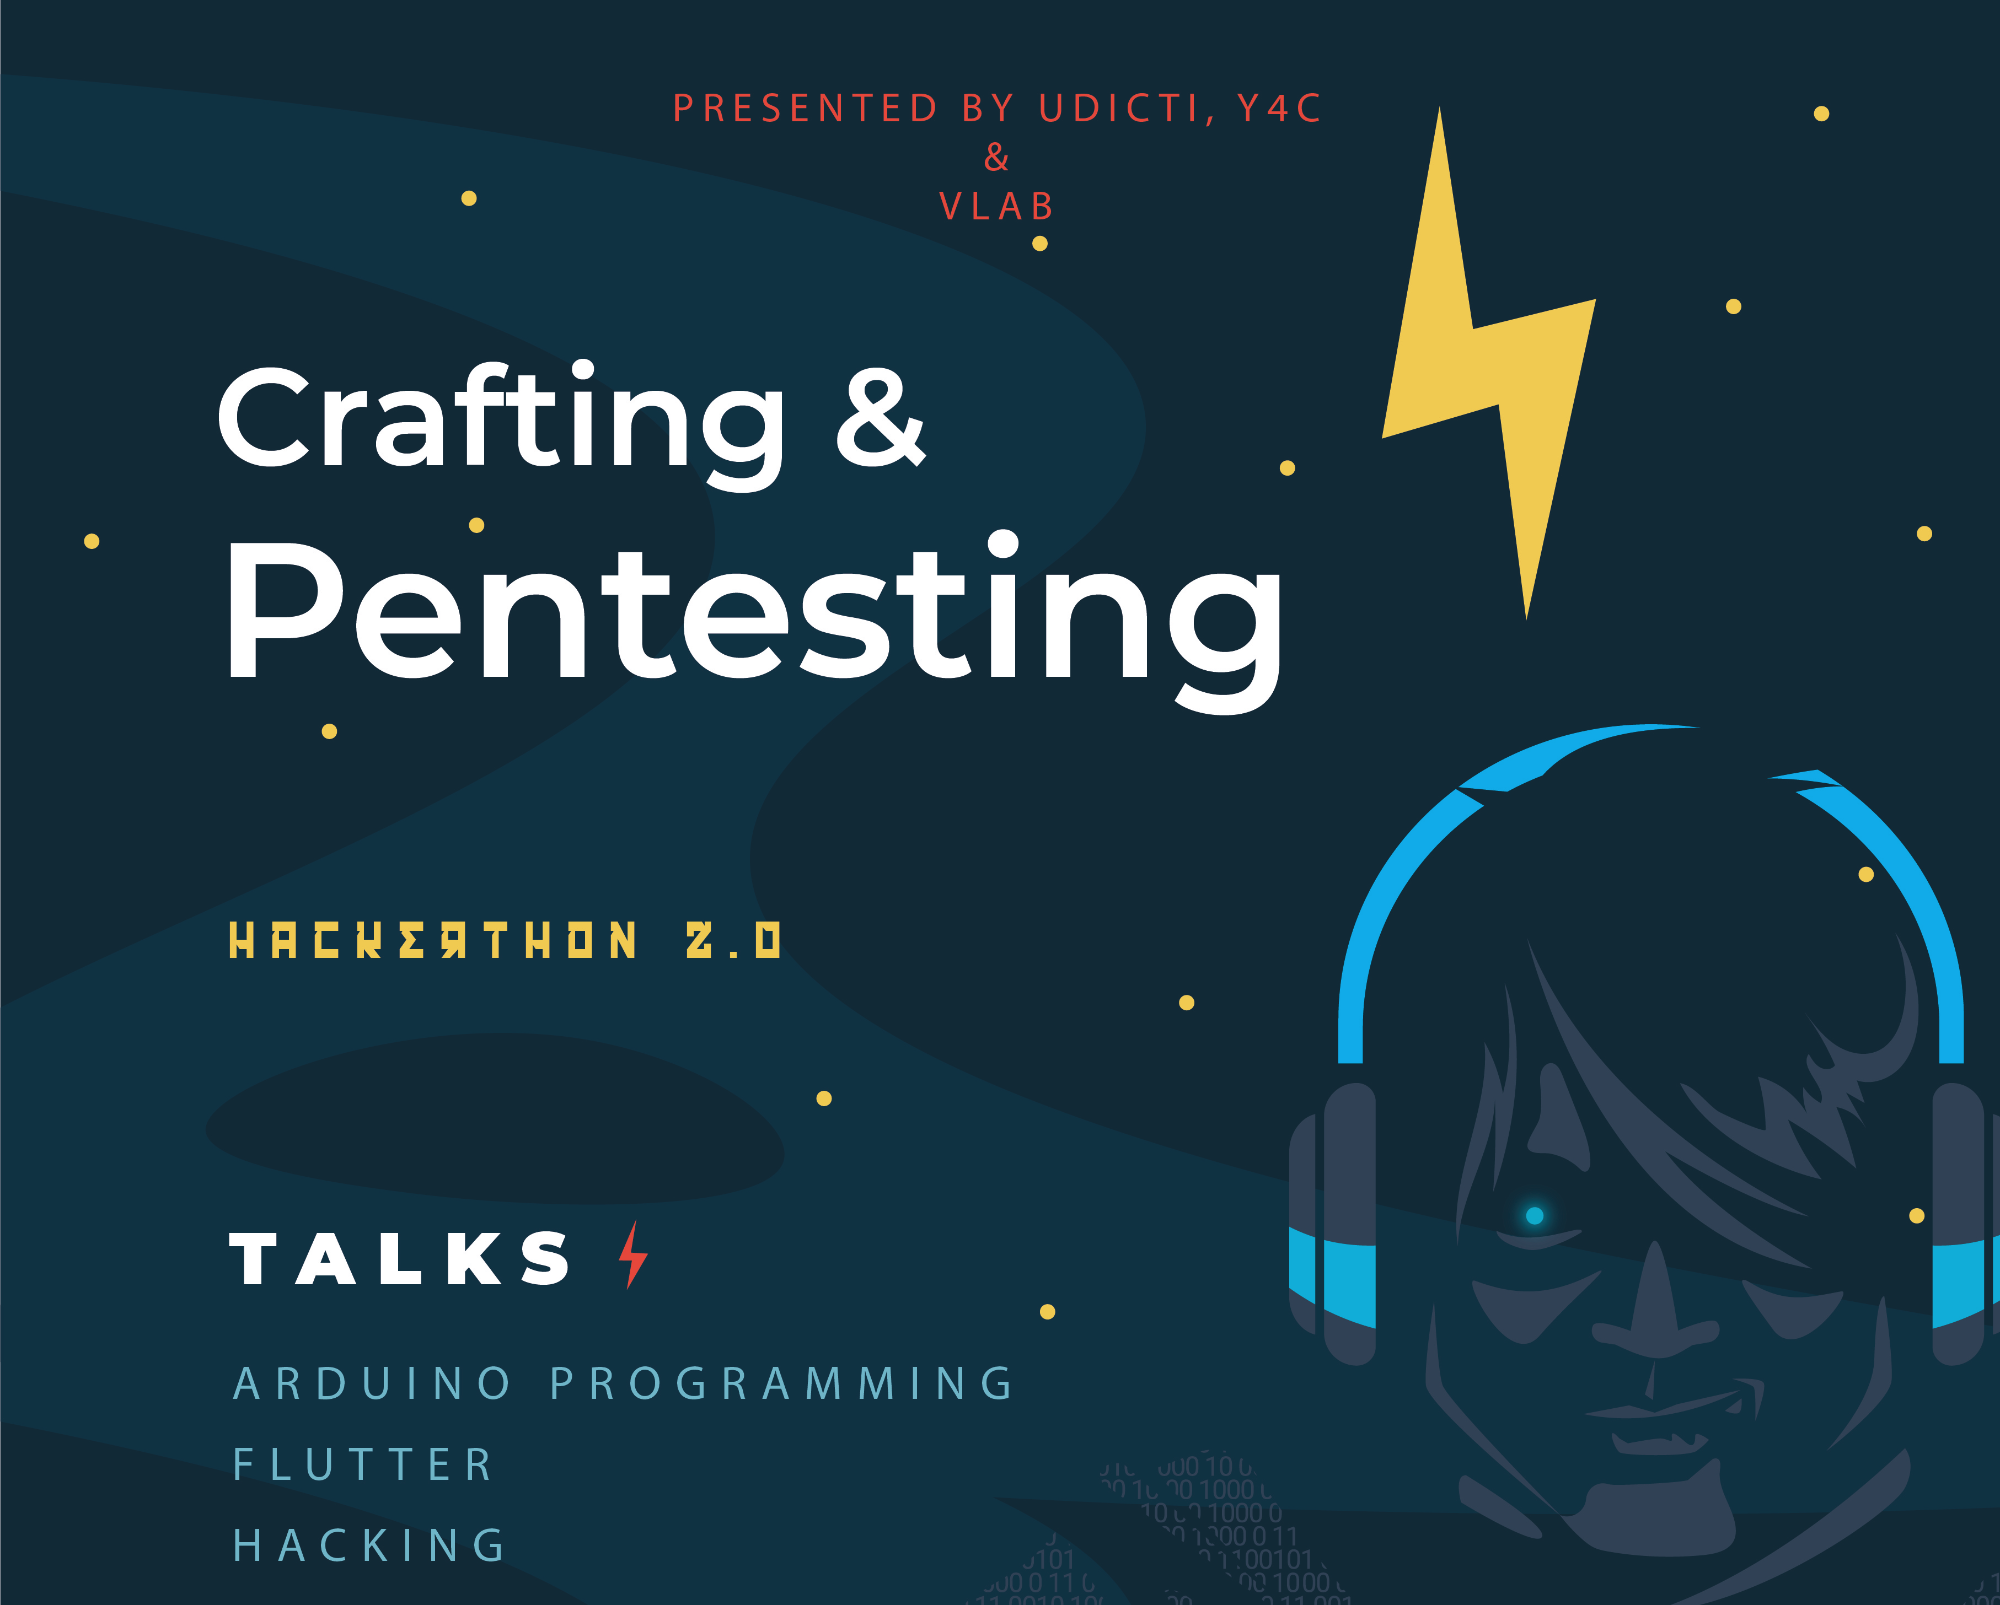 PRESENTED BY UDICTI, Y4C
&
VLAB
Crafting &
Pentesting
HACKERTHON 2.0
TALKS
ARDUINO PROGRAMMING
FLUTTER
HACKING